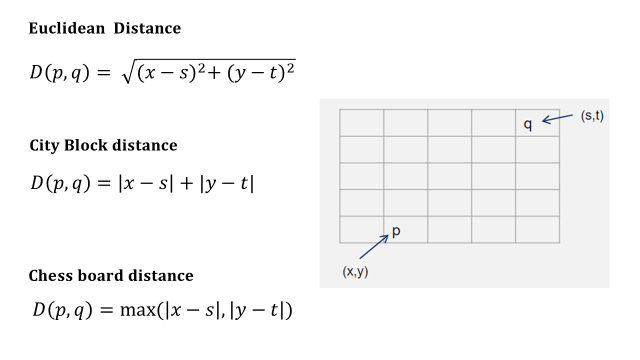 Euclidean Distance
D(p,q) = √(x − s)²+ (y − t)²
City Block distance
D(p,q) = |x − s| + |y − t|
Chess board distance
D(p,q) = max(|x − s|,|y − t|)
q
(s,t)
p
(x,y)